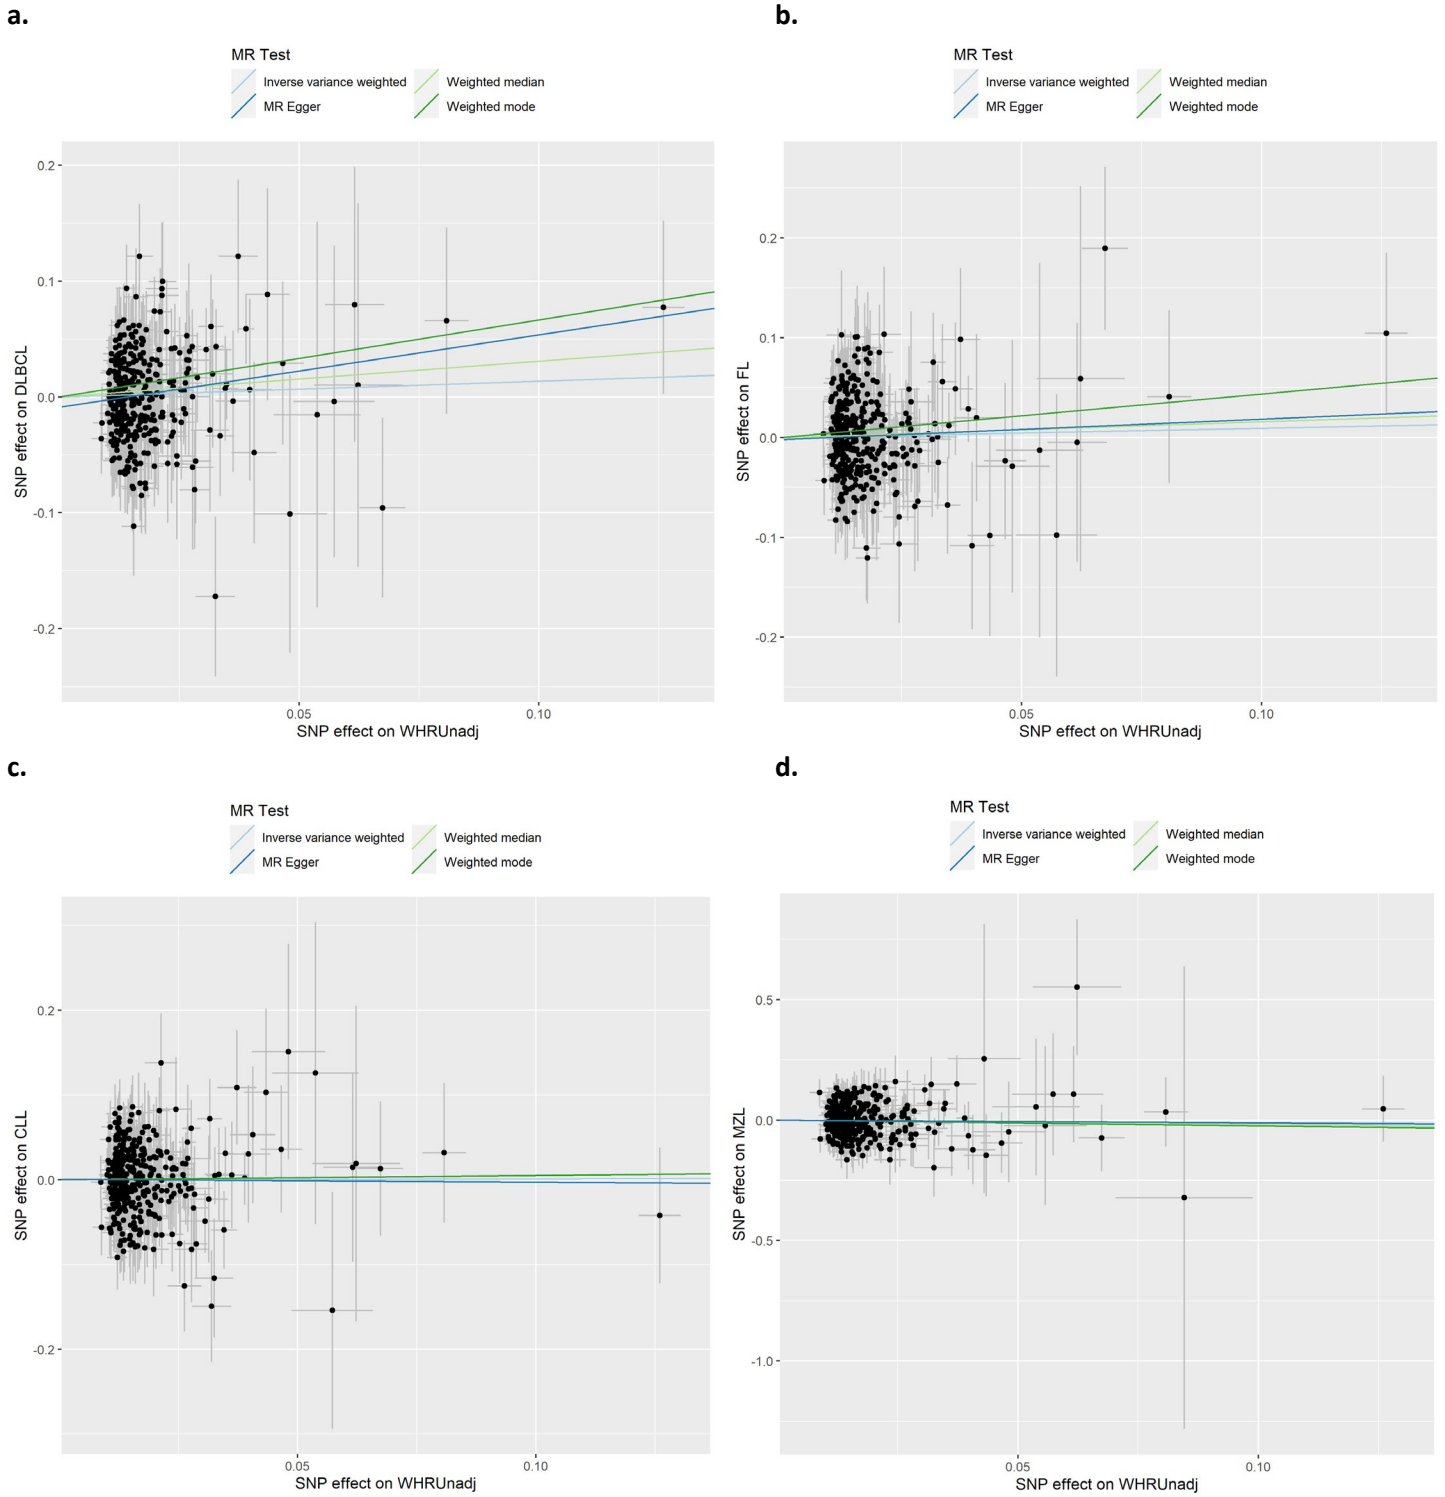 a.
MR Test
Inverse variance weighted
Weighted median
MR Egger
Weighted mode
0.2
0.1
0.0
-0.1
-0.2
SNP effect on DLBCL
0.05
0.10
SNP effect on WHRUnadj
b.
MR Test
Inverse variance weighted
Weighted median
MR Egger
Weighted mode
0.2
0.1
0.0
-0.1
-0.2
SNP effect on FL
0.05
0.10
SNP effect on WHRUnadj
c.
MR Test
Inverse variance weighted
Weighted median
MR Egger
Weighted mode
0.2
0.0
-0.2
SNP effect on CLL
0.05
0.10
SNP effect on WHRUnadj
d.
MR Test
Inverse variance weighted
Weighted median
MR Egger
Weighted mode
0.5
0.0
-0.5
-1.0
SNP effect on MZL
0.05
0.10
SNP effect on WHRUnadj